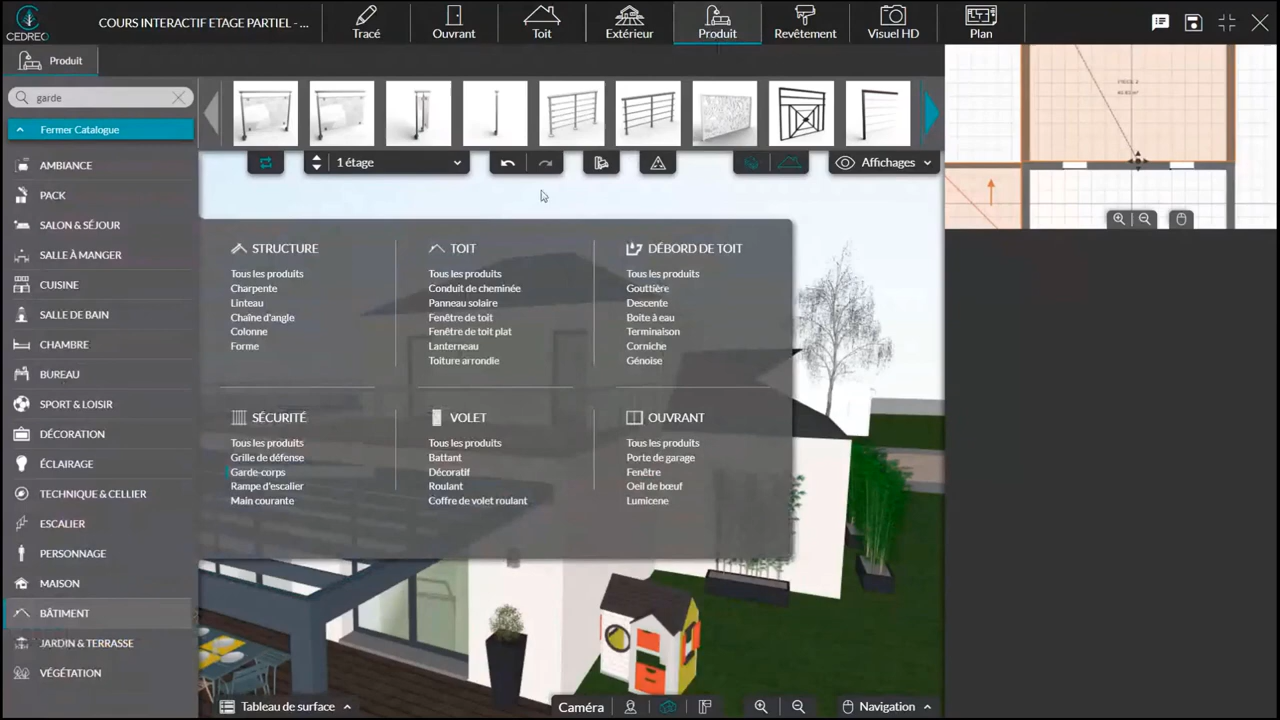 CEDREO
COURS INTERACTIF ETAGE PARTIEL - ...
Tracé
Ouvrant
Toit
Extérieur
Produit
Revêtement
Visuel HD
Plan
Produit
garde
Fermer Catalogue
AMBIANCE
PACK
SALON & SÉJOUR
SALLE À MANGER
CUISINE
SALLE DE BAIN
CHAMBRE
BUREAU
SPORT & LOISIR
DÉCORATION
ÉCLAIRAGE
TECHNIQUE & CELLIER
ESCALIER
PERSONNAGE
MAISON
BÂTIMENT
JARDIN & TERRASSE
VÉGÉTATION
1 étage
Affichages
STRUCTURE
Tous les produits
Charpente
Linteau
Chaîne d'angle
Colonne
Forme
TOIT
Tous les produits
Conduit de cheminée
Panneau solaire
Fenêtre de toit
Fenêtre de toit plat
Lanterneau
Toiture arrondie
DÉBORD DE TOIT
Tous les produits
Gouttière
Descente
Boite à eau
Terminaison
Corniche
Génoise
SÉCURITÉ
Tous les produits
Grille de défense
Garde-corps
Rampe d'escalier
Main courante
VOLET
Tous les produits
Battant
Décoratif
Roulant
Coffre de volet roulant
OUVRANT
Tous les produits
Porte de garage
Fenêtre
Oeil de bœuf
Lumicene
Tableau de surface
Caméra
Navigation